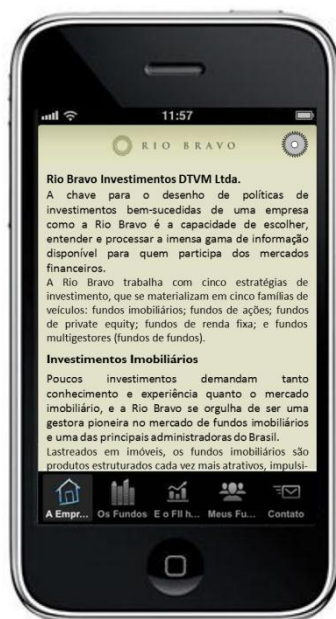 11:57
RIO BRAVO
Rio Bravo Investimentos DTVM Ltda.
A chave para o desenho de políticas de
investimentos bem-sucedidas de uma empresa
como a Rio Bravo é a capacidade de escolher,
entender e processar a imensa gama de informação
disponível para quem participa dos mercados
financeiros.
A Rio Bravo trabalha com cinco estratégias de
investimento, que se materializam em cinco famílias de
veículos: fundos imobiliários; fundos de ações; fundos
de private equity; fundos de renda fixa; e fundos
multigestores (fundos de fundos).
Investimentos Imobiliários
Poucos investimentos demandam tanto
conhecimento e experiência quanto o mercado
imobiliário, e a Rio Bravo se orgulha de ser uma
gestora pioneira no mercado de fundos imobiliários
e uma das principais administradoras do Brasil.
Lastreados em imóveis, os fundos imobiliários são
produtos estruturados cada vez mais atrativos, impulsi-
A Empr... Os Fundos E o FII h... Meus Fu... Contato